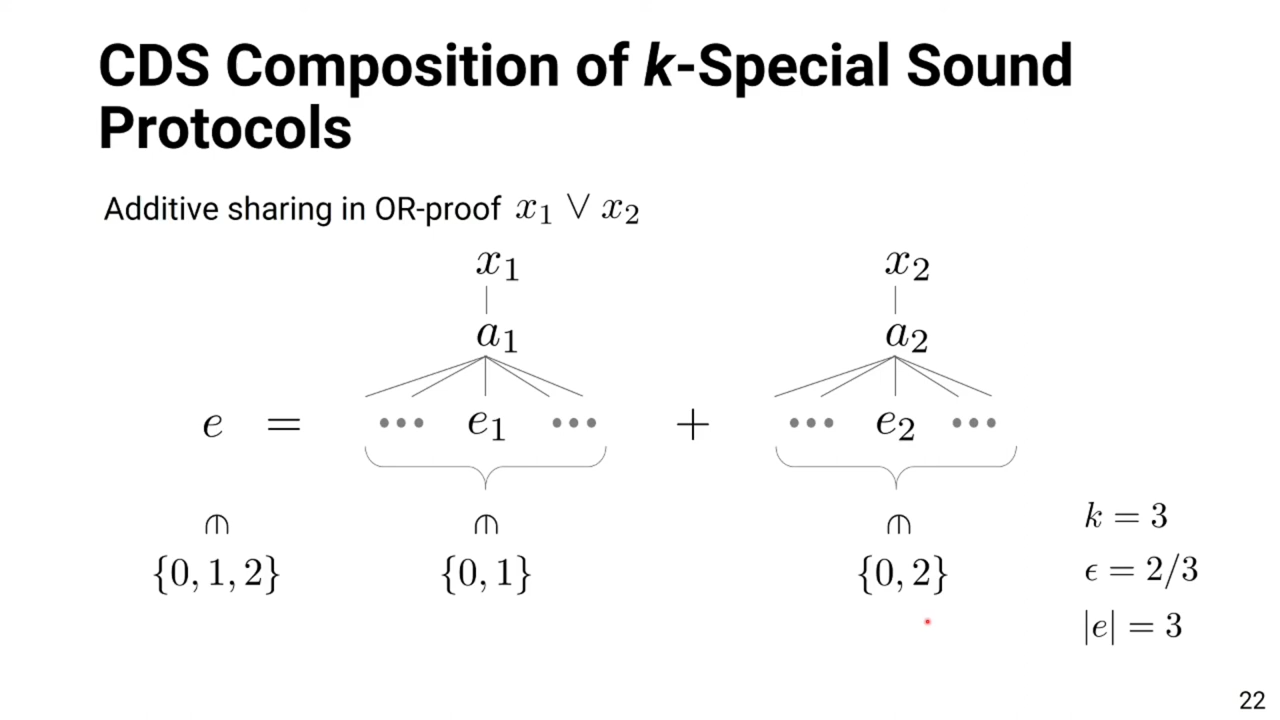 CDS Composition of k-Special Sound
Protocols
Additive sharing in OR-proof x₁ ∨ x₂
x₁ x₂
a₁ a₂
e = ••• e₁ ••• + ••• e₂ •••
∈ ∈ ∈
{0, 1, 2} {0, 1} {0, 2}
k = 3
ϵ = 2/3
|e| = 3
22